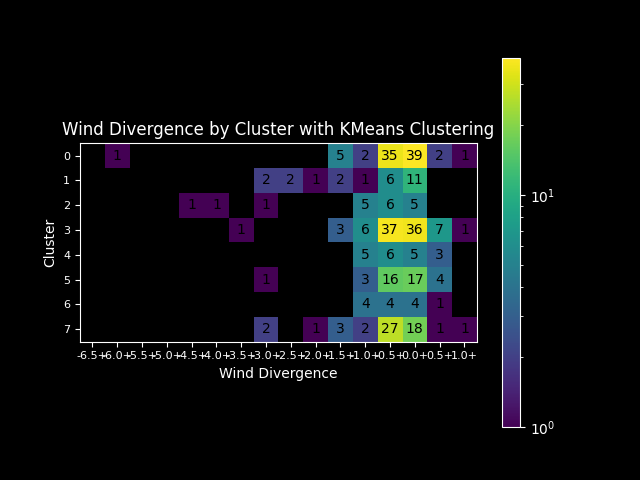 Wind Divergence by Cluster with KMeans Clustering
0 1 5 2 35 39 2 1
1 2 2 1 2 1 6 11
2 1 1 1 5 6 5
3 1 3 6 37 36 7 1
4 5 6 5 3
5 1 3 16 17 4
6 4 4 4 1
7 2 1 3 2 27 18 1 1
-6.5+ -6.0+ -5.5+ -5.0+ -4.5+ -4.0+ -3.5+ -3.0+ -2.5+ -2.0+ -1.5+ -1.0+ -0.5+ 0.0+ 0.5+ 1.0+
Wind Divergence
Cluster
10¹
10⁰